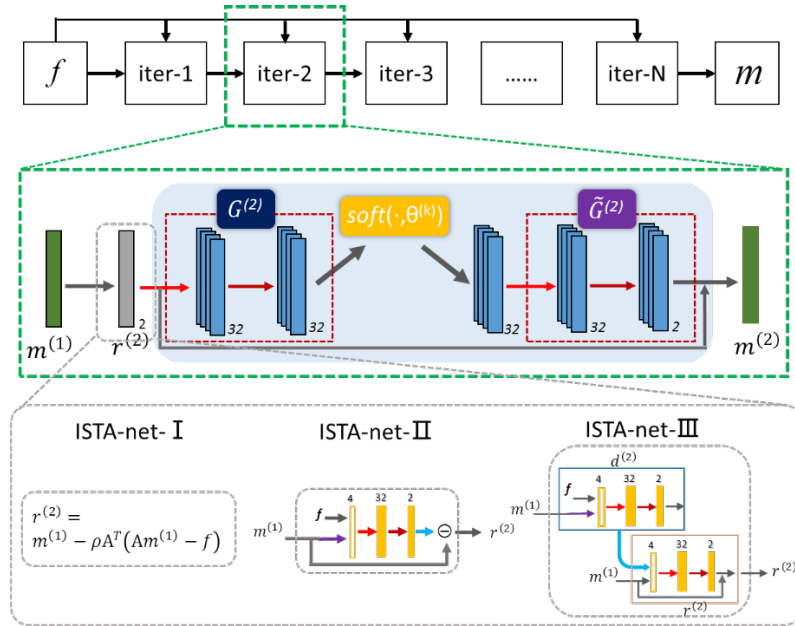 f iter-1 iter-2 iter-3 ...... iter-N m
G⁽²⁾ soft(·,θ⁽ᵏ⁾) G̃⁽²⁾
2 32 32 32 32 2
m⁽¹⁾ r⁽²⁾ m⁽²⁾
ISTA-net-Ⅰ ISTA-net-Ⅱ ISTA-net-Ⅲ
d⁽²⁾
4 32 2
f
m⁽¹⁾
r⁽²⁾ =
m⁽¹⁾ − ρAᵀ(Am⁽¹⁾ − f)
4 32 2
f
m⁽¹⁾ ⊖ r⁽²⁾
4 32 2
m⁽¹⁾ r⁽²⁾
r⁽²⁾